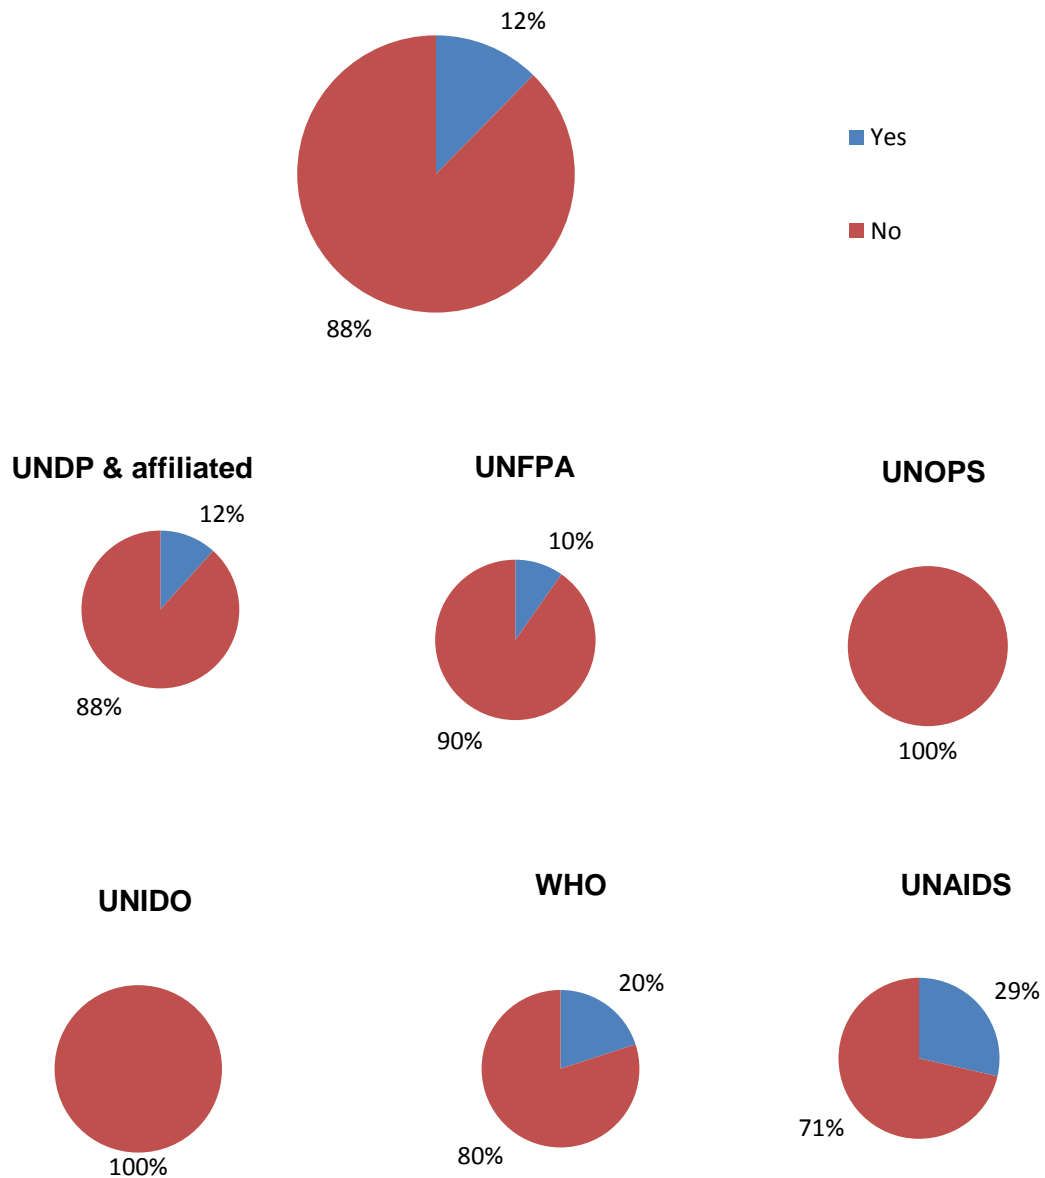 12%
Yes
No
88%
UNDP & affiliated
UNFPA
UNOPS
12%
10%
88%
90%
100%
UNIDO
WHO
UNAIDS
20%
29%
100%
80%
71%